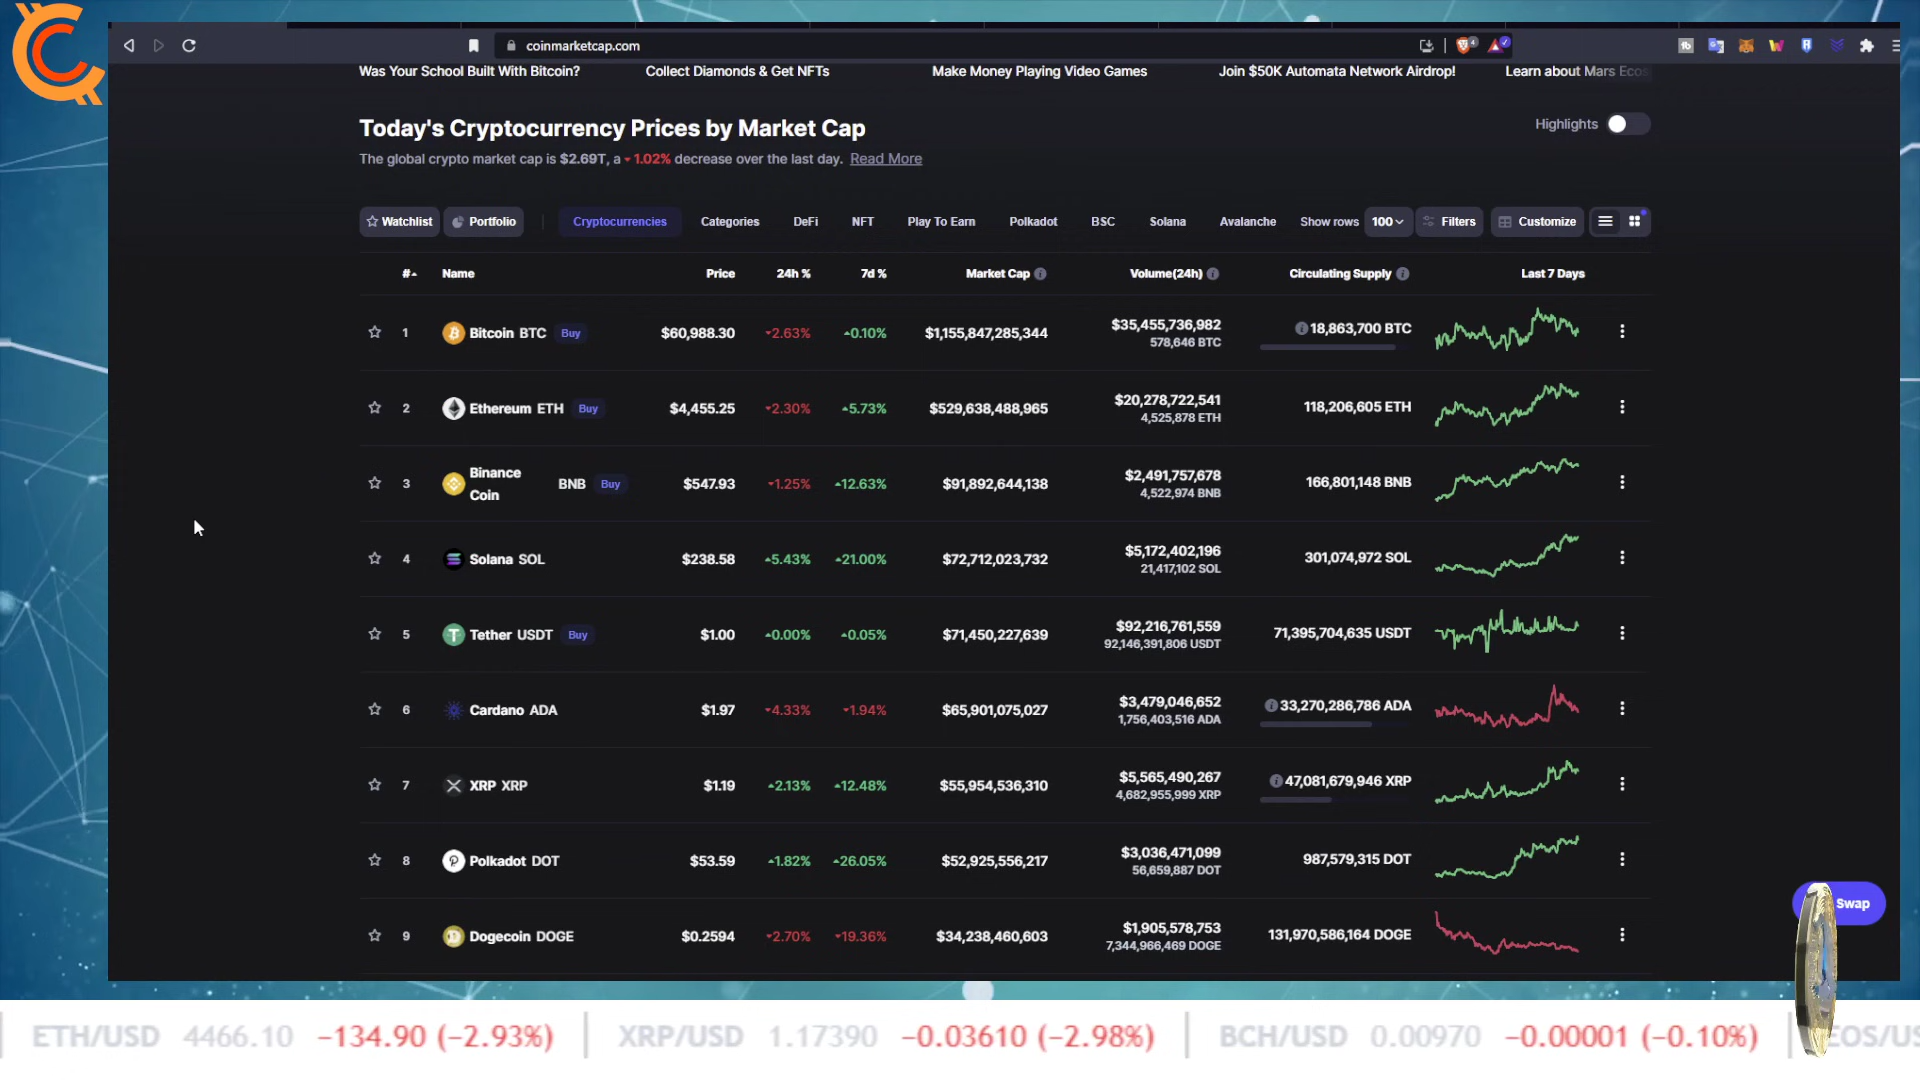 coinmarketcap.com
Was Your School Built With Bitcoin? Collect Diamonds & Get NFTs Make Money Playing Video Games Join $50K Automata Network Airdrop! Learn about Mars Ecos
Today's Cryptocurrency Prices by Market Cap Highlights
The global crypto market cap is $2.69T, a 1.02% decrease over the last day. Read More
Watchlist Portfolio Cryptocurrencies Categories DeFi NFT Play To Earn Polkadot BSC Solana Avalanche Show rows 100 Filters Customize
# Name Price 24h % 7d % Market Cap Volume(24h) Circulating Supply Last 7 Days
1 Bitcoin BTC Buy $60,988.30 2.63% 0.10% $1,155,847,285,344 $35,455,736,982 18,863,700 BTC
578,646 BTC
2 Ethereum ETH Buy $4,455.25 2.30% 5.73% $529,638,488,965 $20,278,722,541 118,206,605 ETH
4,525,878 ETH
3 Binance Coin BNB Buy $547.93 1.25% 12.63% $91,892,644,138 $2,491,757,678 166,801,148 BNB
4,522,974 BNB
4 Solana SOL $238.58 5.43% 21.00% $72,712,023,732 $5,172,402,196 301,074,972 SOL
21,417,102 SOL
5 Tether USDT Buy $1.00 0.00% 0.05% $71,450,227,639 $92,216,761,559 71,395,704,635 USDT
92,146,391,806 USDT
6 Cardano ADA $1.97 4.33% 1.94% $65,901,075,027 $3,479,046,652 33,270,286,786 ADA
1,756,403,516 ADA
7 XRP XRP $1.19 2.13% 12.48% $55,954,536,310 $5,565,490,267 47,081,679,946 XRP
4,682,955,999 XRP
8 Polkadot DOT $53.59 1.82% 26.05% $52,925,556,217 $3,036,471,099 987,579,315 DOT
56,659,887 DOT
9 Dogecoin DOGE $0.2594 2.70% 19.36% $34,238,460,603 $1,905,578,753 131,970,586,164 DOGE
7,344,966,469 DOGE
Swap
ETH/USD 4466.10 −134.90 (−2.93%) XRP/USD 1.17390 −0.03610 (−2.98%) BCH/USD 0.00970 −0.00001 (−0.10%) EOS/US